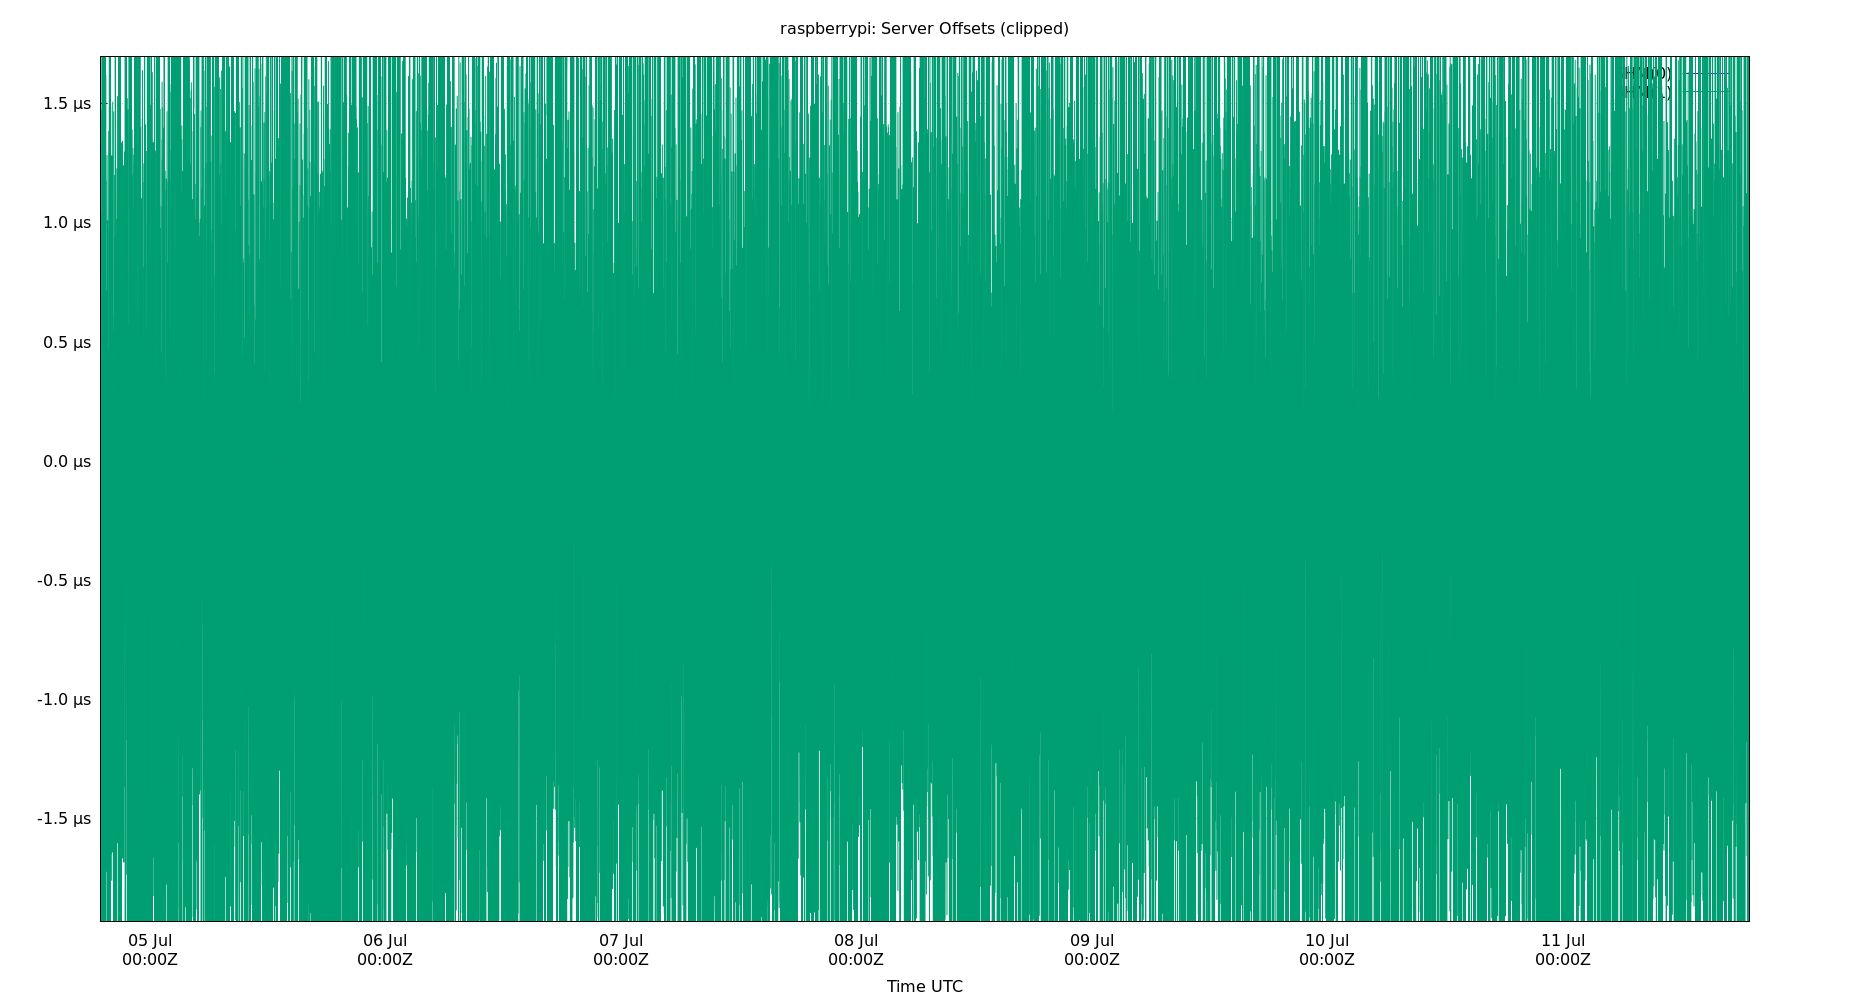 raspberrypi: Server Offsets (clipped)
1.5 µs
1.0 µs
0.5 µs
0.0 µs
-0.5 µs
-1.0 µs
-1.5 µs
05 Jul
00:00Z
06 Jul
00:00Z
07 Jul
00:00Z
08 Jul
00:00Z
09 Jul
00:00Z
10 Jul
00:00Z
11 Jul
00:00Z
Time UTC